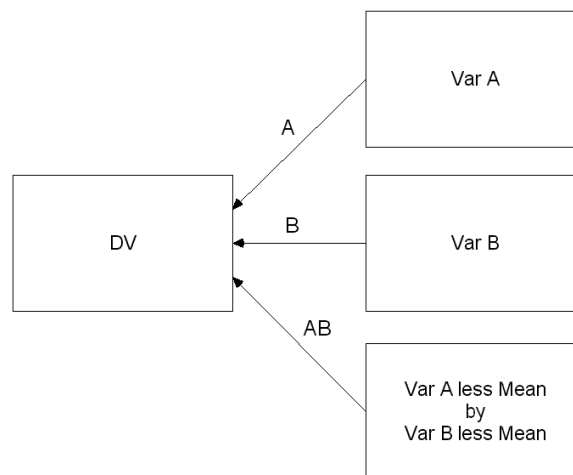 Var A
A
DV
B
Var B
AB
Var A less Mean
by
Var B less Mean